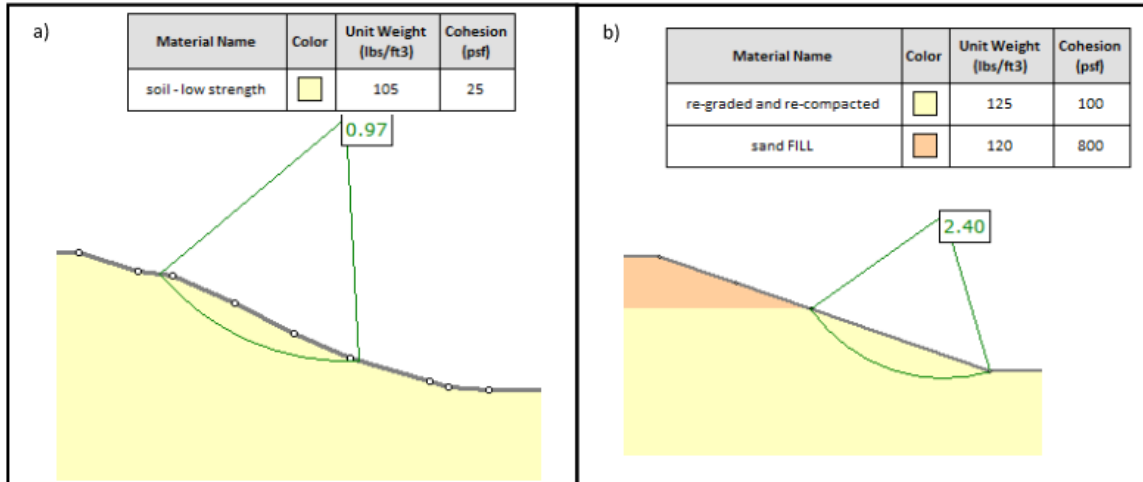 a)
Material Name Color Unit Weight (lbs/ft3) Cohesion (psf)
soil - low strength 105 25
0.97
b)
Material Name Color Unit Weight (lbs/ft3) Cohesion (psf)
re-graded and re-compacted 125 100
sand FILL 120 800
2.40